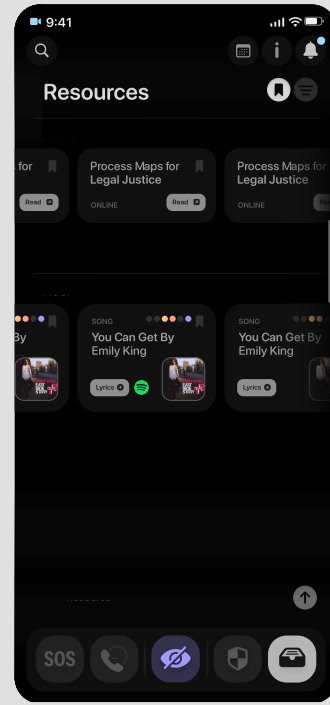 9:41
Resources
for
Process Maps for
Legal Justice
Process Maps for
Legal Justice
Read
ONLINE
Read
ONLINE
By
SONG
You Can Get By
Emily King
SONG
You Can Get By
Emily King
Lyrics
Lyrics
SOS